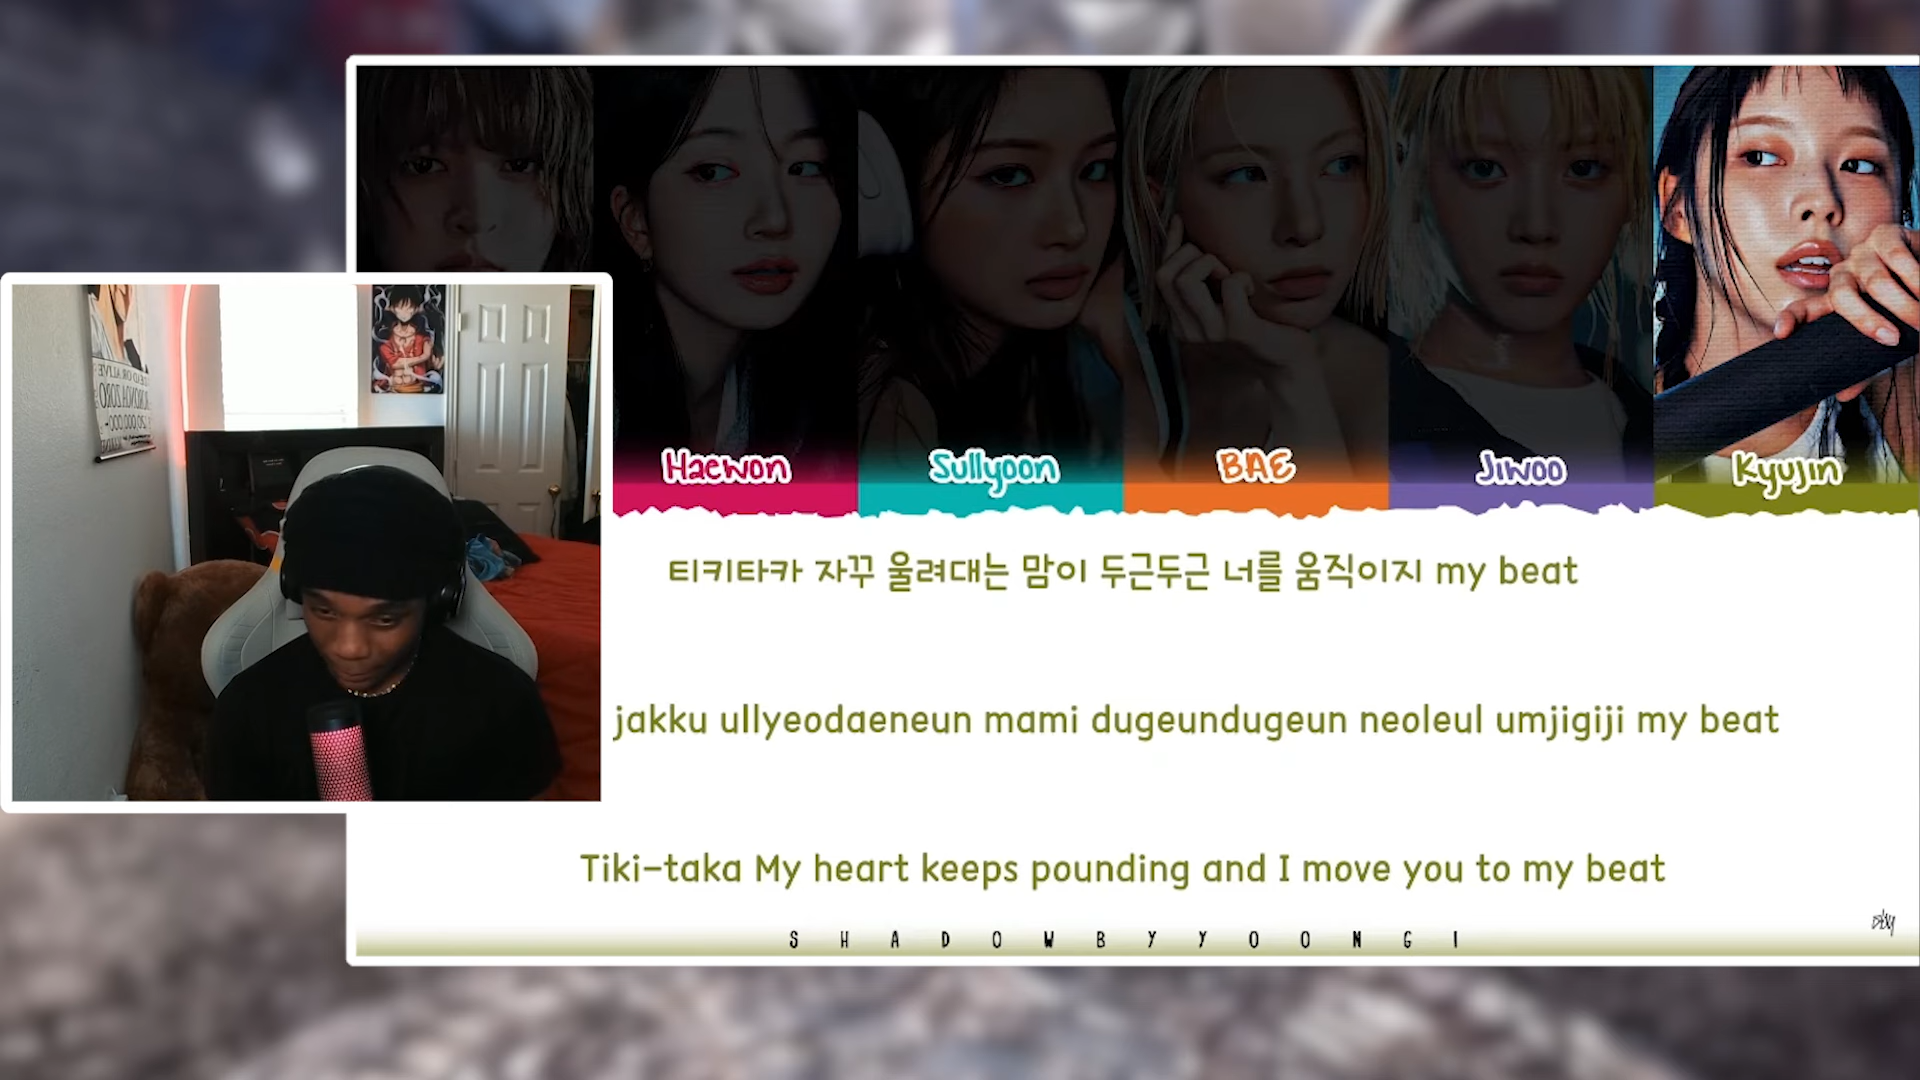 Haewon
Sullyoon
BAE
Jiwoo
Kyujin
티키타카 자꾸 울려대는 맘이 두근두근 너를 움직이지 my beat
jakku ullyeodaeneun mami dugeundugeun neoleul umjigiji my beat
Tiki-taka My heart keeps pounding and I move you to my beat
SHADOWBYYOONGI
sby